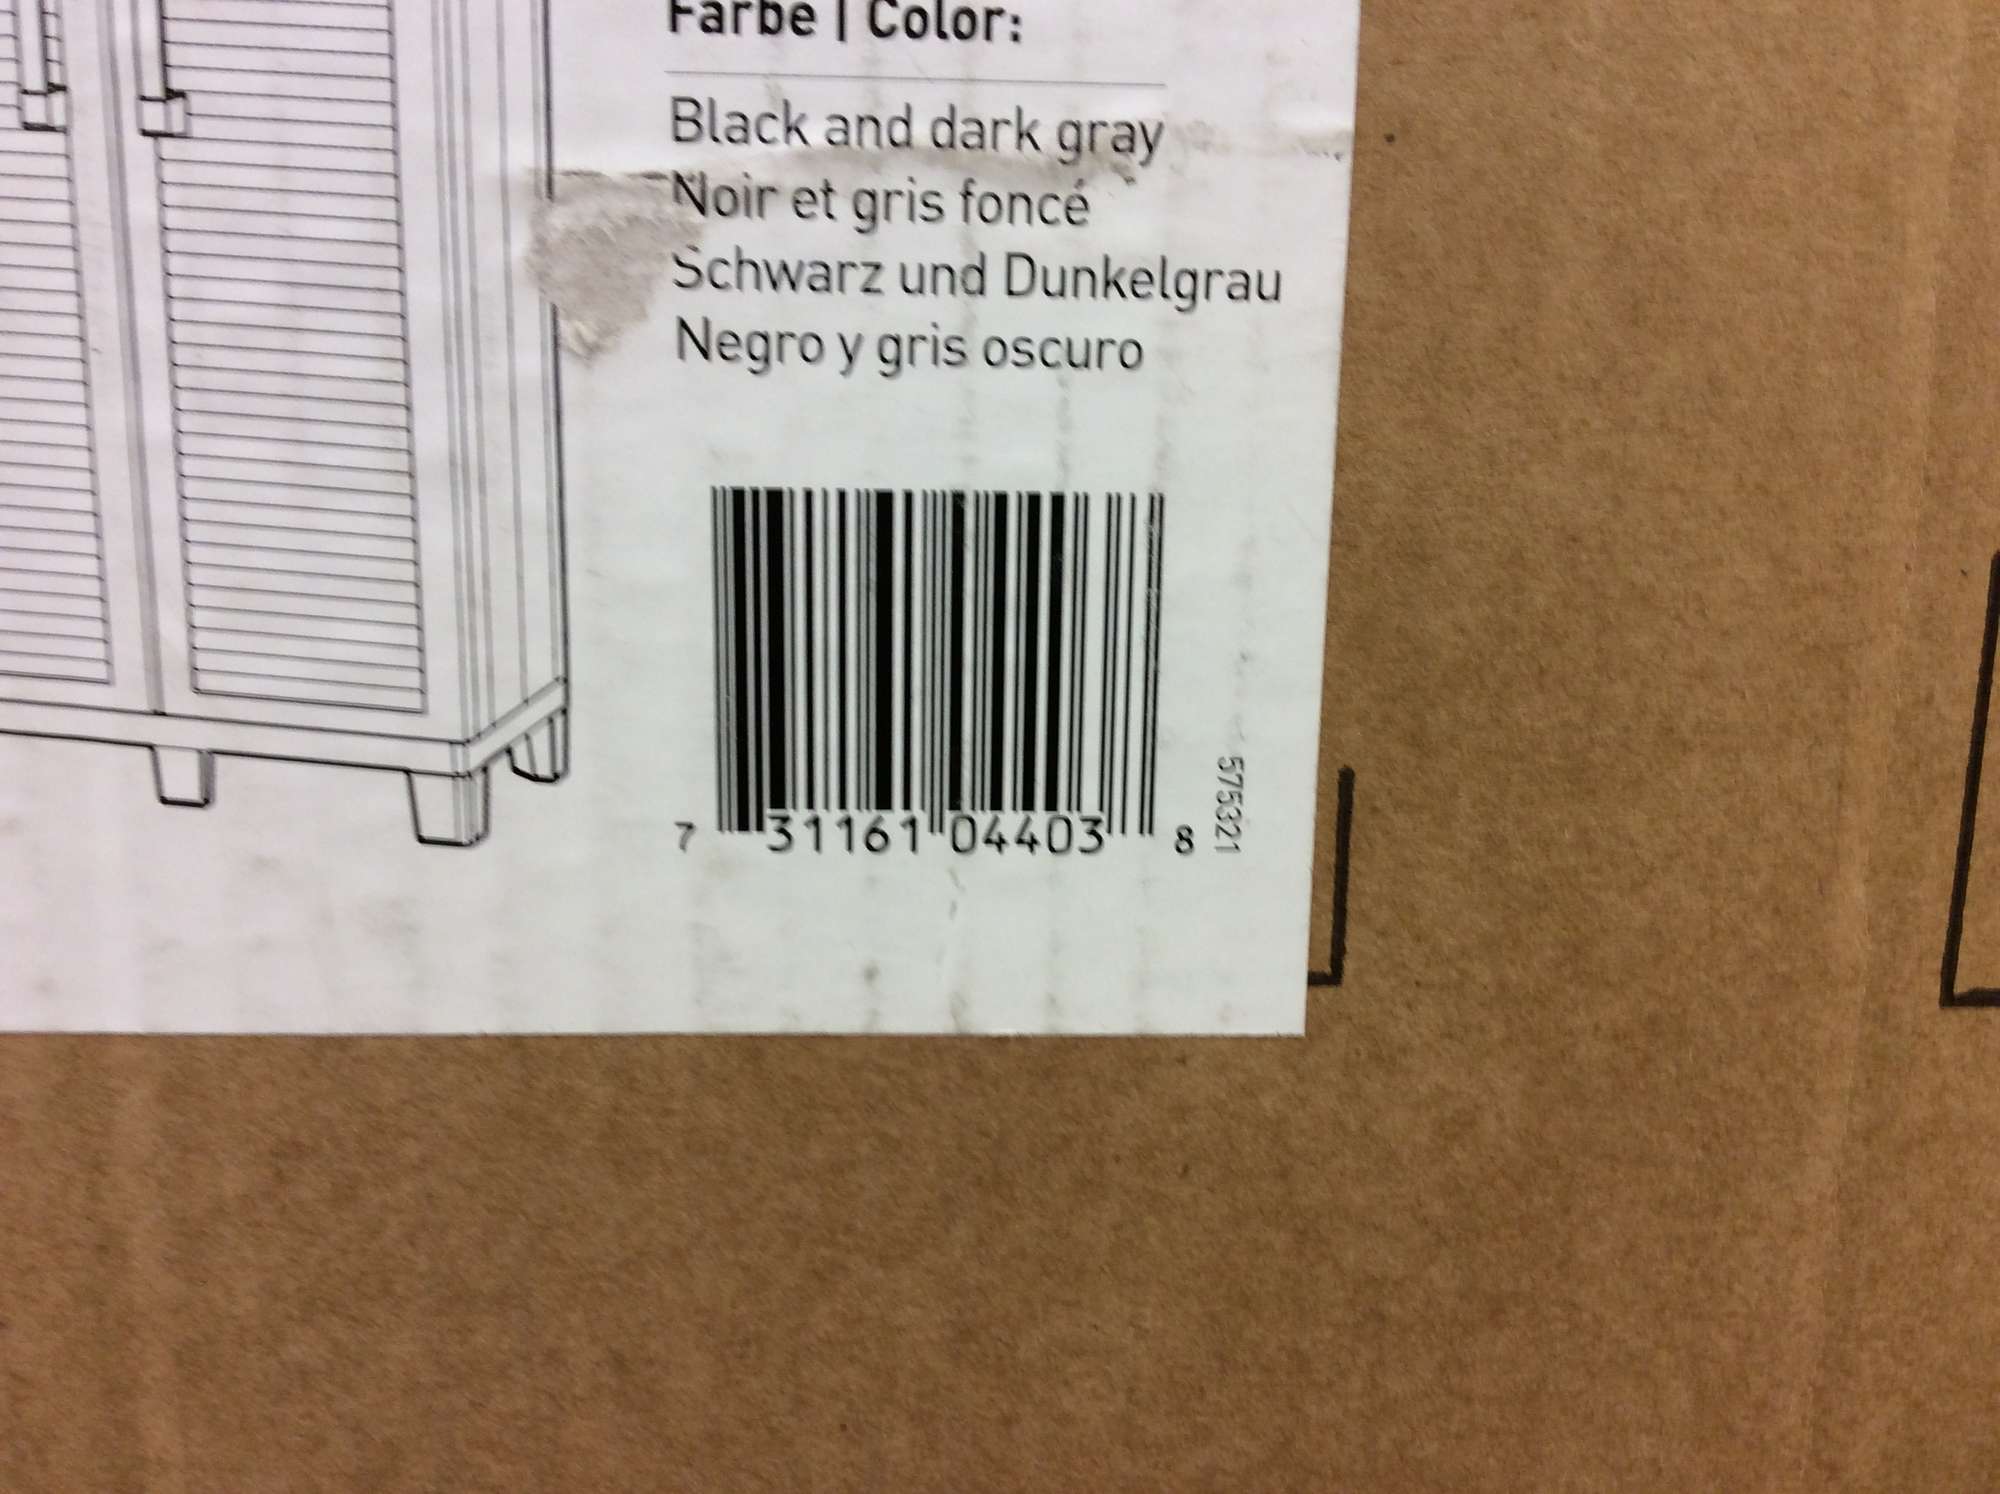 Farbe | Color:
Black and dark gray
Noir et gris foncé
Schwarz und Dunkelgrau
Negro y gris oscuro
7 31161 04403 8
575321